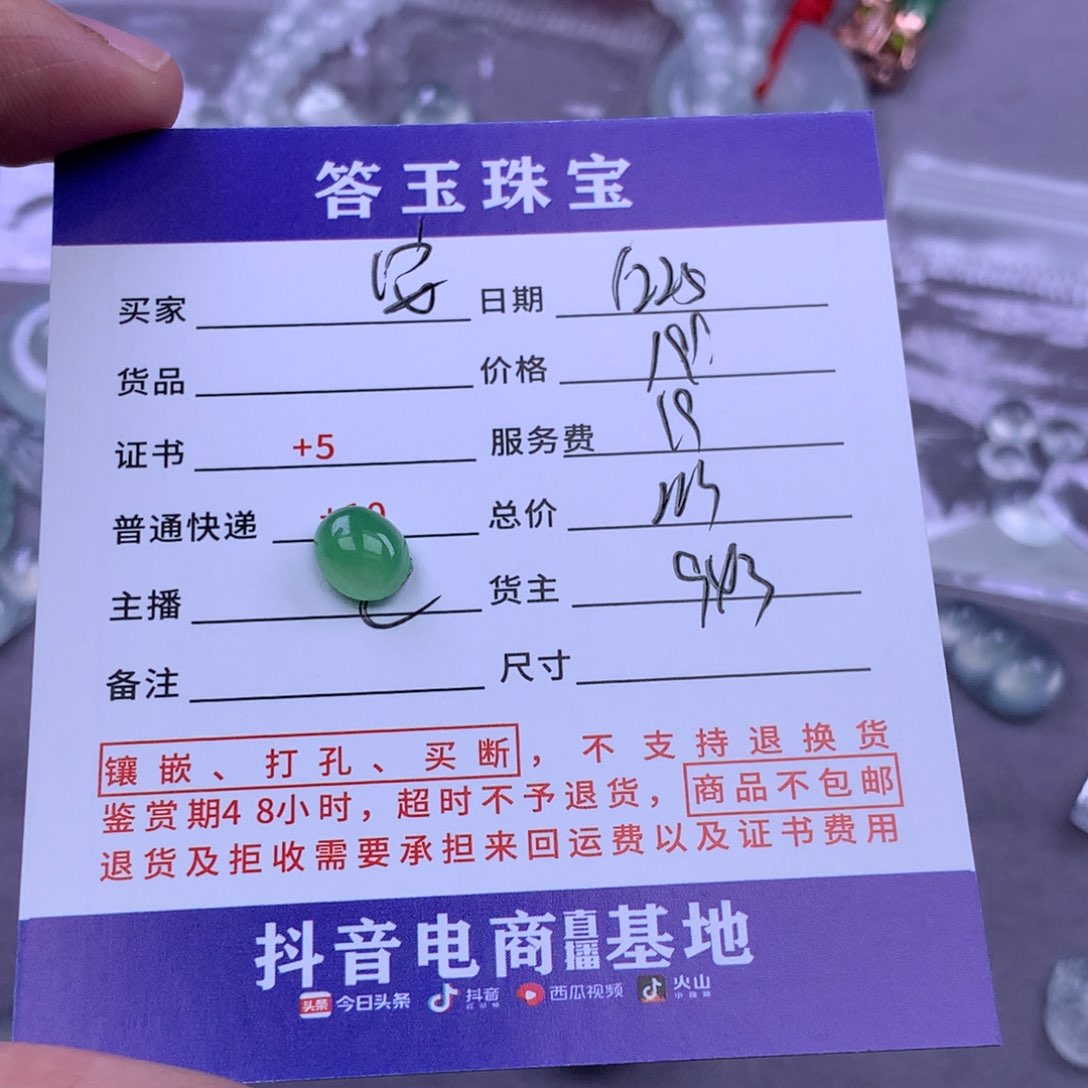 答玉珠宝
买家 安 日期 1225
货品 价格
证书 +5 服务费
普通快递 总价
主播 货主 943
备注 尺寸
镶嵌、打孔、买断，不支持退换货
鉴赏期48小时，超时不予退货，商品不包邮
退货及拒收需要承担来回运费以及证书费用
抖音电商直播基地
头条 今日头条 抖音 西瓜视频 火山